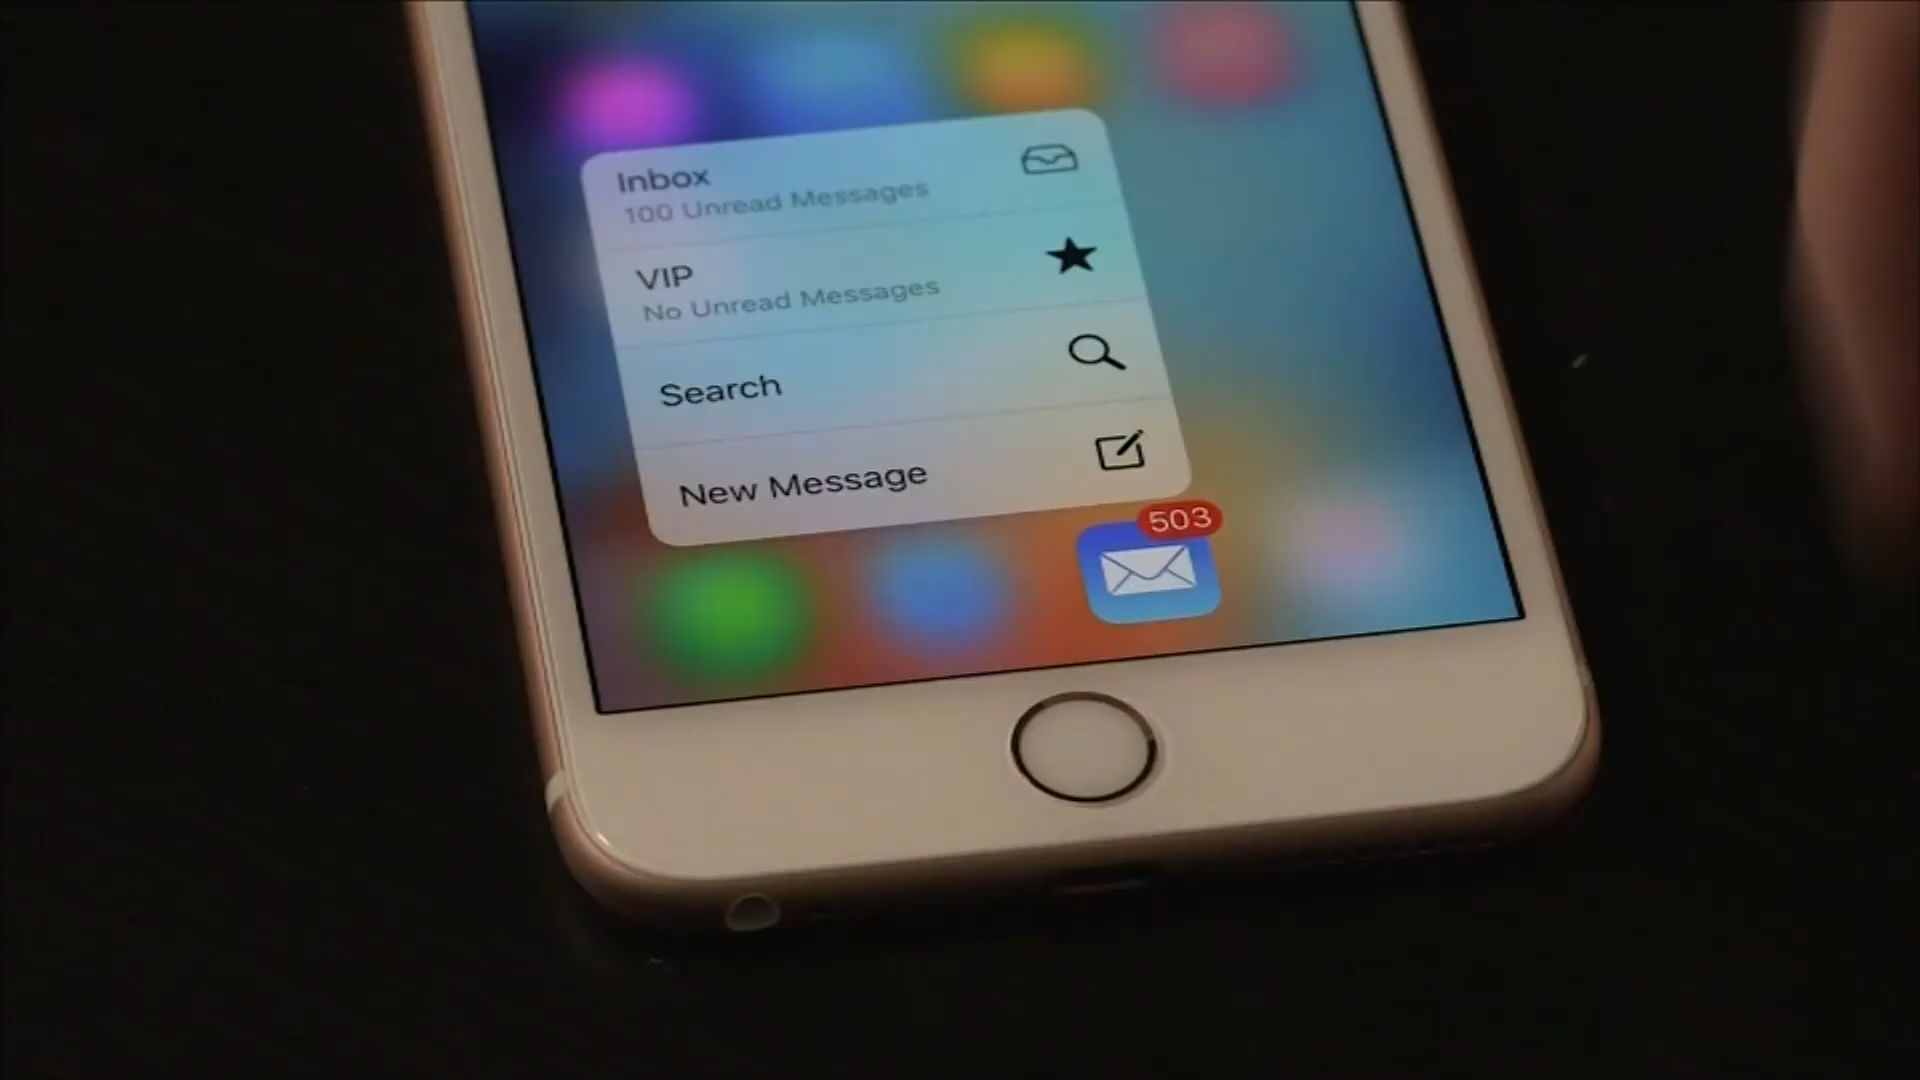 Inbox
100 Unread Messages
VIP
No Unread Messages
Search
New Message
503